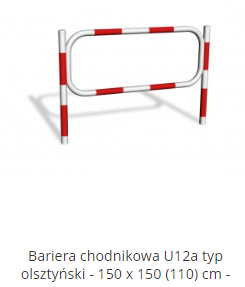 Bariera chodnikowa U12a typ
olsztyński - 150 x 150 (110) cm -